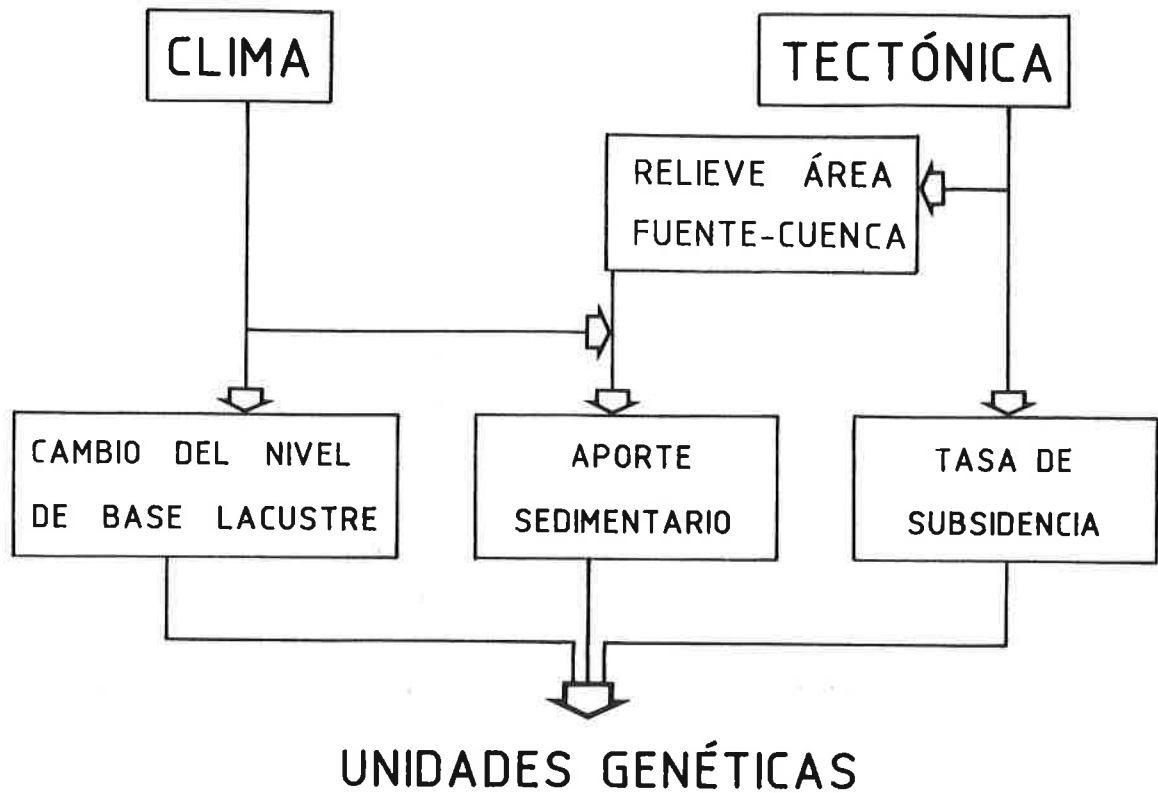 CLIMA
TECTÓNICA
RELIEVE ÁREA
FUENTE-CUENCA
CAMBIO DEL NIVEL
DE BASE LACUSTRE
APORTE
SEDIMENTARIO
TASA DE
SUBSIDENCIA
UNIDADES GENÉTICAS